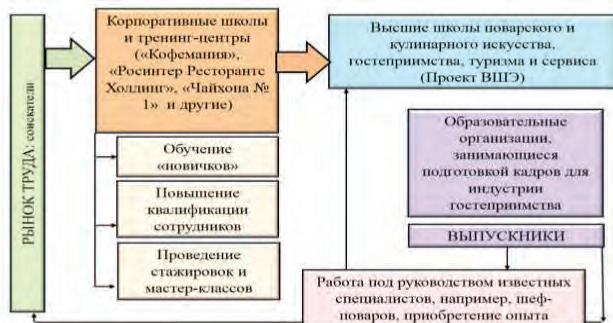 РЫНОК ТРУДА: соискатели
Корпоративные школы
и тренинг-центры
(«Кофемания»,
«Росинтер Ресторантс
Холдинг», «Чайхона №
1» и другие)
Обучение
«новичков»
Повышение
квалификации
сотрудников
Проведение
стажировок и
мастер-классов
Высшие школы поварского и
кулинарного искусства,
гостеприимства, туризма и сервиса
(Проект ВШЭ)
Образовательные
организации,
занимающиеся
подготовкой кадров для
индустрии
гостеприимства
ВЫПУСКНИКИ
Работа под руководством известных
специалистов, например, шеф-
поваров, приобретение опыта